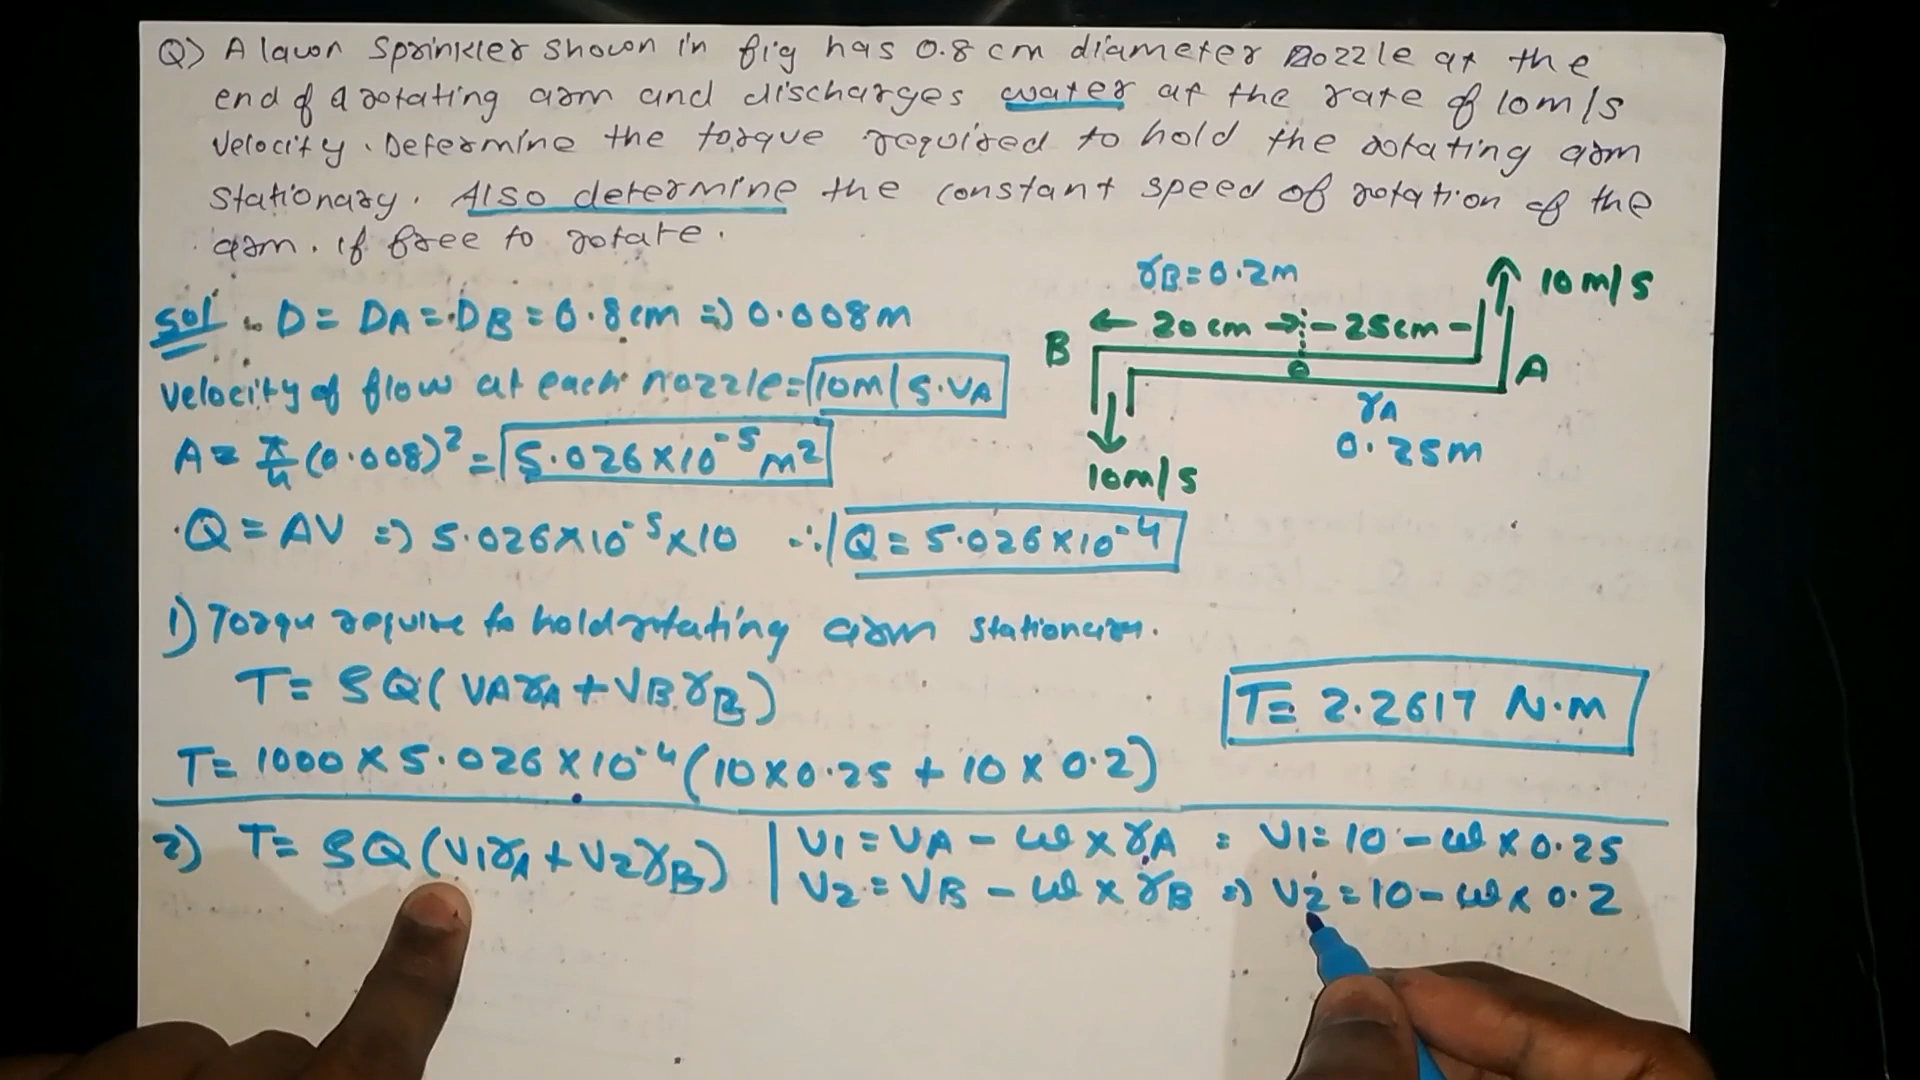 Q) A lawn Sprinkler shown in fig has 0.8 cm diameter nozzle at the
end of a rotating arm and discharges water at the rate of 10m/s
velocity. Determine the torque required to hold the rotating arm
stationary. Also determine the constant speed of rotation of the
arm. if free to rotate.
rB=0.2m
10m/s
← 20cm → - 25cm -
B
A
O
rA
0.25m
10m/s
Sol. D = DA = DB = 0.8cm ⇒ 0.008m
velocity of flow at each nozzle = 10m/s. VA
A = π/4 (0.008)² = 5.026×10⁻⁵ m²
Q = AV ⇒ 5.026×10⁻⁵×10 ∴ Q = 5.026×10⁻⁴
1) Torque require to hold rotating arm stationary.
T = ρQ(VArA + VBrB)
T = 2.2617 N.m
T = 1000 × 5.026 × 10⁻⁴ (10×0.25 + 10×0.2)
2) T = ρQ(V1rA + V2rB)
V1 = VA - ω × rA = V1 = 10 - ω × 0.25
V2 = VB - ω × rB ⇒ V2 = 10 - ω × 0.2